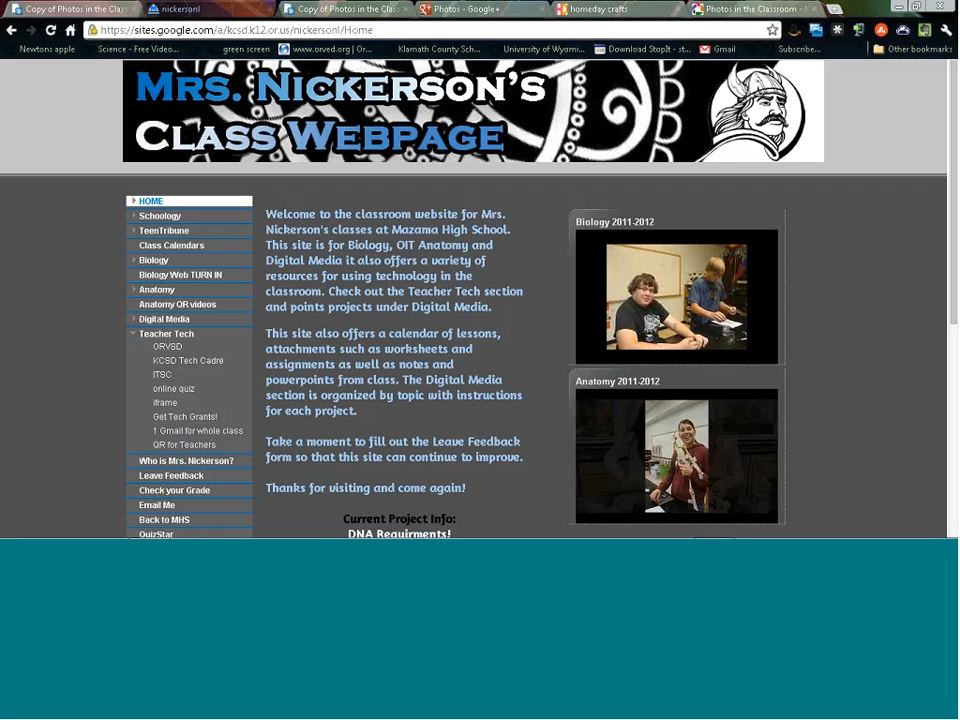 Copy of Photos in the Clas
nickersonl
Copy of Photos in the Clas
Photos - Google+
homeday crafts
Photos in the Classroom -
https://sites.google.com/a/kcsd.k12.or.us/nickersonl/Home
Newtons apple
Science - Free Video...
green screen
www.orved.org | Or...
Klamath County Sch...
University of Wyomi...
Download StopIt - st...
Gmail
Subscribe...
Other bookmarks
Mrs. Nickerson's
Class Webpage
HOME
Schoology
TeenTribune
Class Calendars
Biology
Biology Web TURN IN
Anatomy
Anatomy QR videos
Digital Media
Teacher Tech
ORVSD
KCSD Tech Cadre
ITSC
online quiz
iframe
Get Tech Grants!
1 Gmail for whole class
QR for Teachers
Who is Mrs. Nickerson?
Leave Feedback
Check your Grade
Email Me
Back to MHS
QuizStar
Welcome to the classroom website for Mrs.
Nickerson's classes at Mazama High School.
This site is for Biology, OIT Anatomy and
Digital Media it also offers a variety of
resources for using technology in the
classroom. Check out the Teacher Tech section
and points projects under Digital Media.
This site also offers a calendar of lessons,
attachments such as worksheets and
assignments as well as notes and
powerpoints from class. The Digital Media
section is organized by topic with instructions
for each project.
Take a moment to fill out the Leave Feedback
form so that this site can continue to improve.
Thanks for visiting and come again!
Current Project Info:
DNA Requirments!
Biology 2011-2012
Anatomy 2011-2012